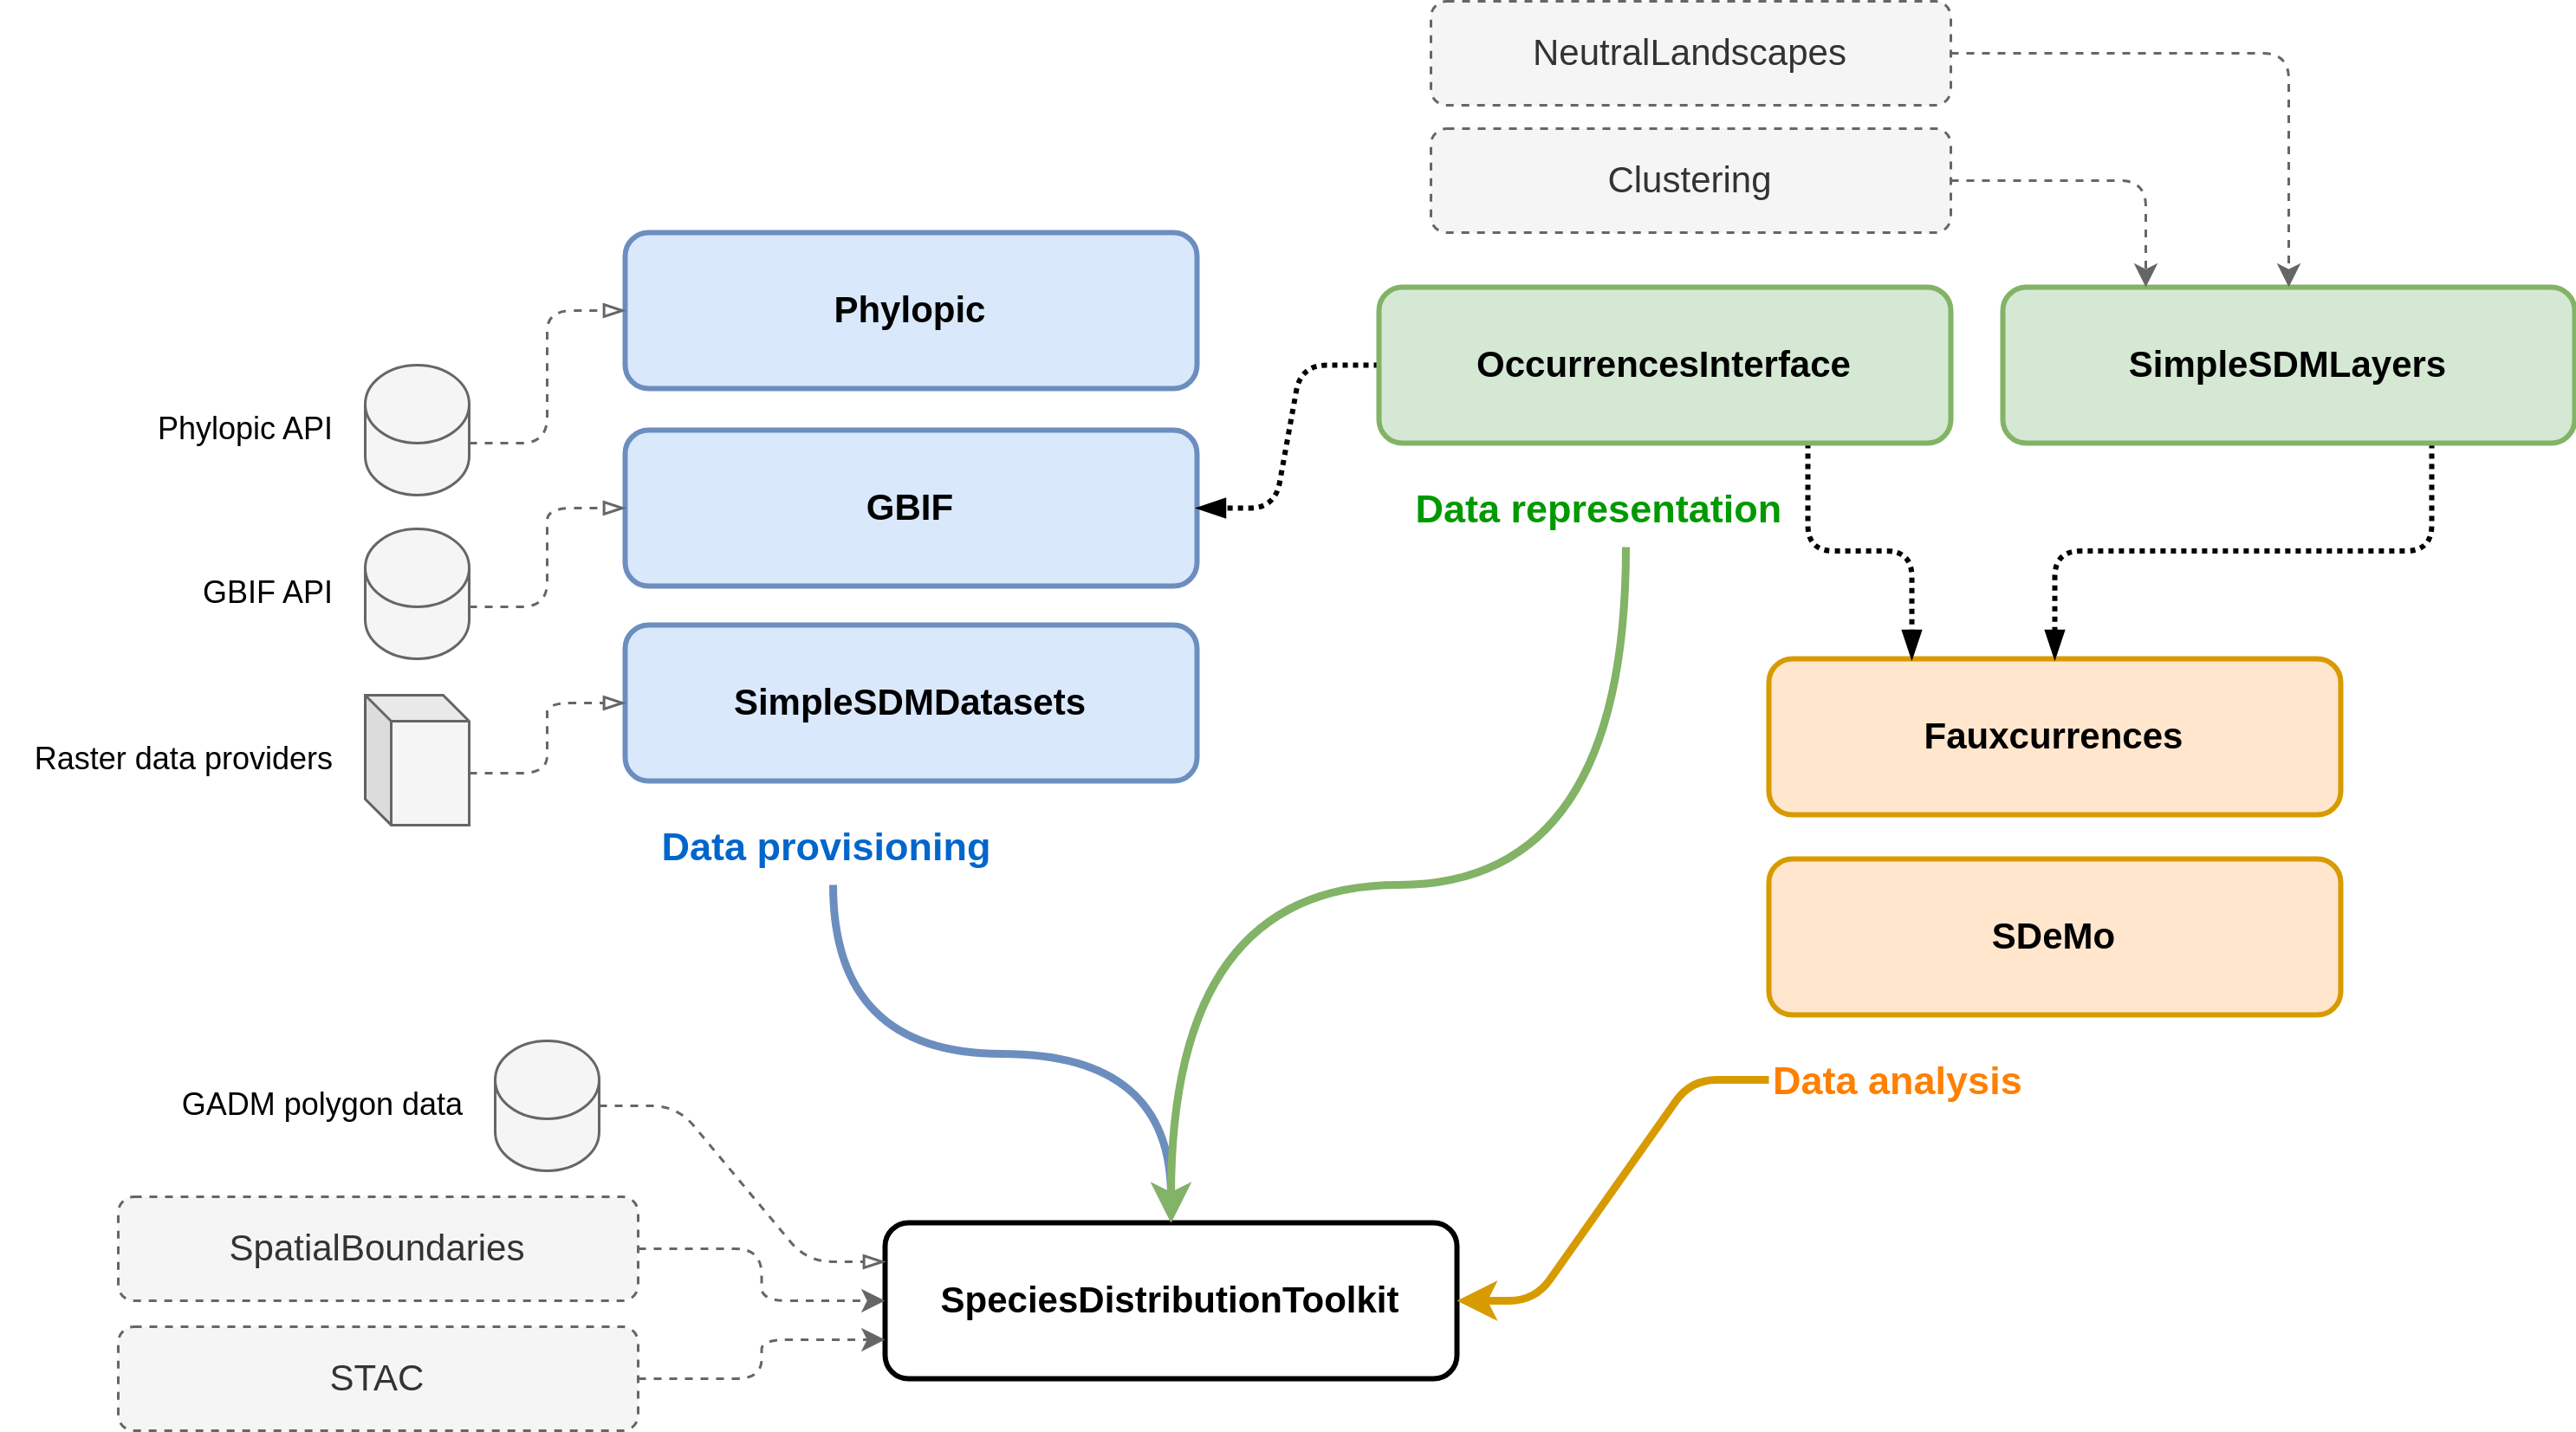 NeutralLandscapes
Clustering
Phylopic
OccurrencesInterface
SimpleSDMLayers
Phylopic API
GBIF
Data representation
GBIF API
SimpleSDMDatasets
Raster data providers
Fauxcurrences
Data provisioning
SDeMo
Data analysis
GADM polygon data
SpatialBoundaries
SpeciesDistributionToolkit
STAC